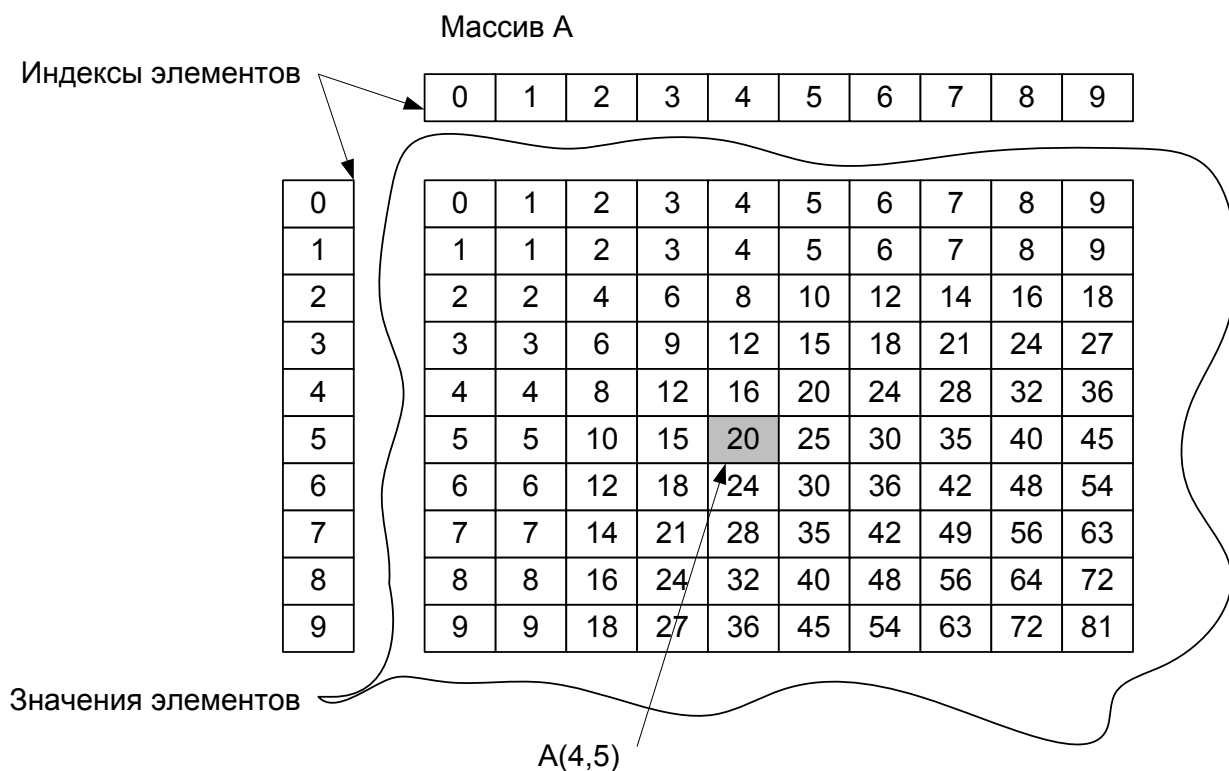 Массив А
Индексы элементов
0 1 2 3 4 5 6 7 8 9
0 0 1 2 3 4 5 6 7 8 9
1 1 1 2 3 4 5 6 7 8 9
2 2 2 4 6 8 10 12 14 16 18
3 3 3 6 9 12 15 18 21 24 27
4 4 4 8 12 16 20 24 28 32 36
5 5 5 10 15 20 25 30 35 40 45
6 6 6 12 18 24 30 36 42 48 54
7 7 7 14 21 28 35 42 49 56 63
8 8 8 16 24 32 40 48 56 64 72
9 9 9 18 27 36 45 54 63 72 81
Значения элементов
А(4,5)